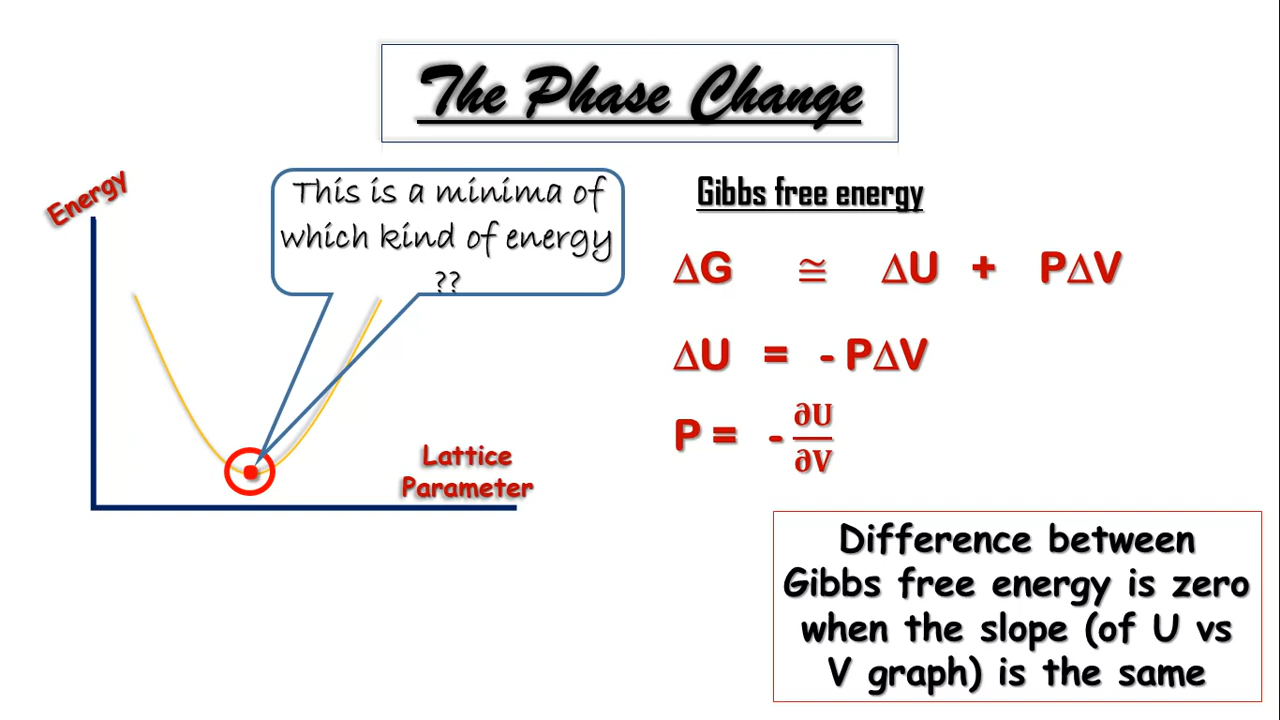 The Phase Change
Energy
This is a minima of
which kind of energy
??
Lattice
Parameter
Gibbs free energy
ΔG ≅ ΔU + PΔV
ΔU = - PΔV
P = - ∂U/∂V
Difference between
Gibbs free energy is zero
when the slope (of U vs
V graph) is the same